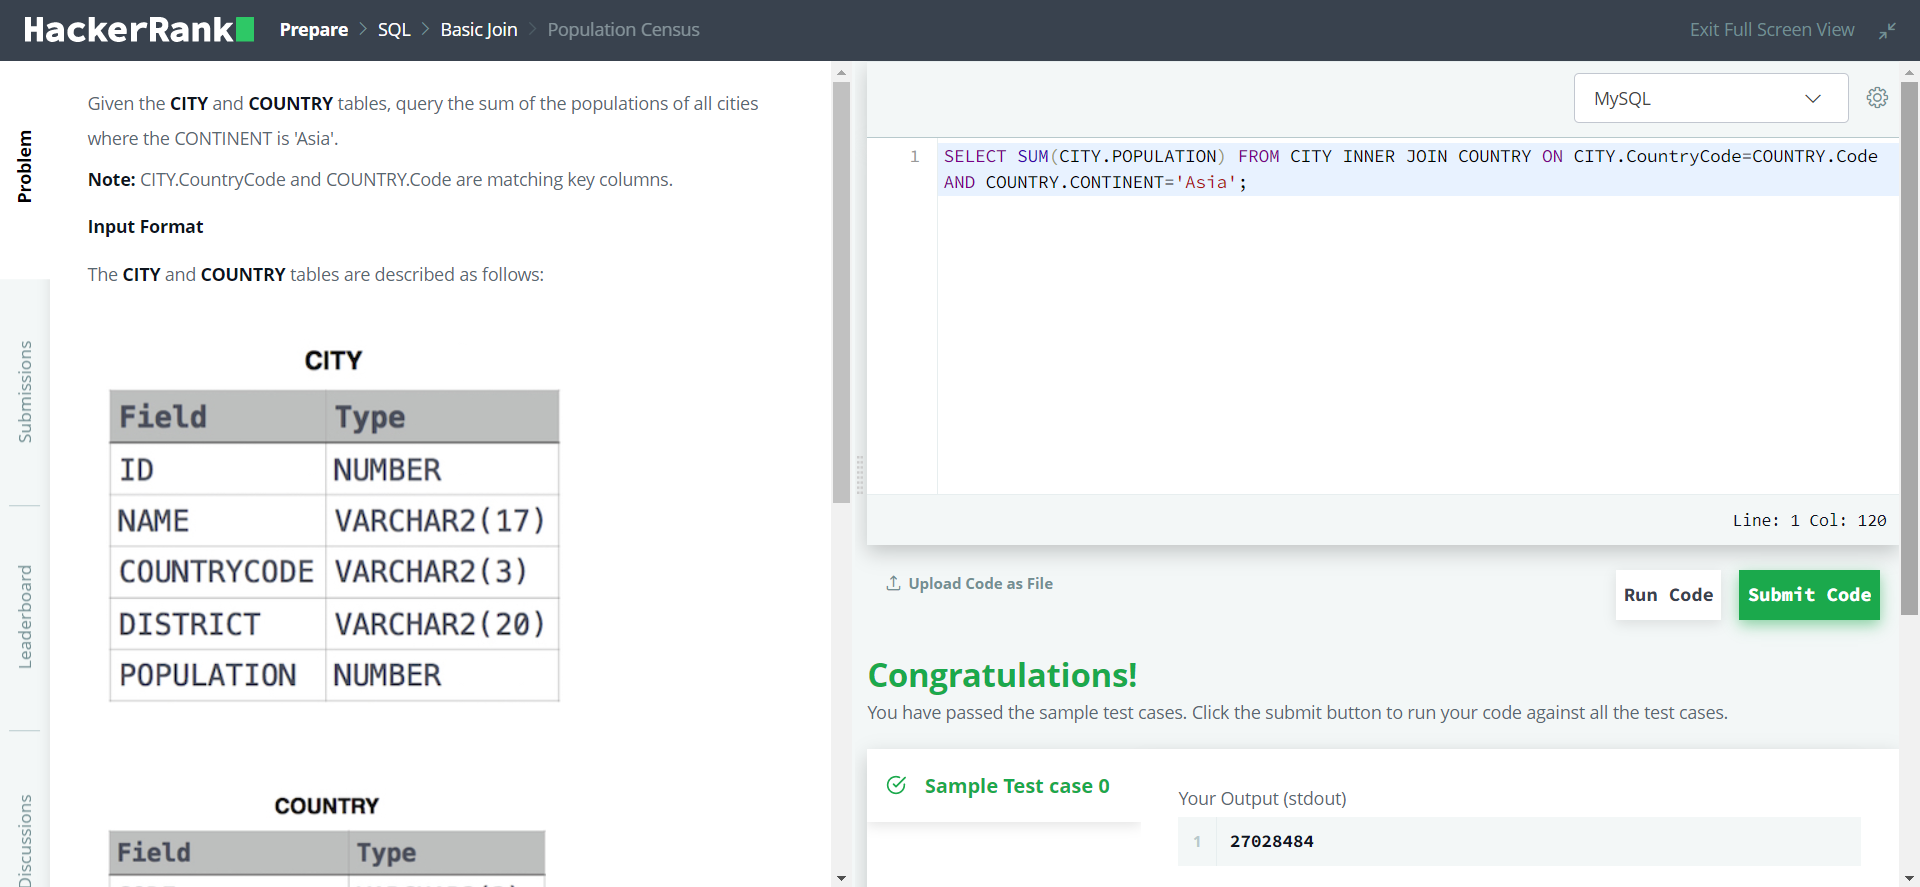 HackerRank
Prepare > SQL > Basic Join > Population Census
Exit Full Screen View
Problem
Submissions
Leaderboard
Discussions
Given the CITY and COUNTRY tables, query the sum of the populations of all cities
where the CONTINENT is 'Asia'.
Note: CITY.CountryCode and COUNTRY.Code are matching key columns.
Input Format
The CITY and COUNTRY tables are described as follows:
CITY
Field Type
ID NUMBER
NAME VARCHAR2(17)
COUNTRYCODE VARCHAR2(3)
DISTRICT VARCHAR2(20)
POPULATION NUMBER
COUNTRY
Field Type
MySQL
1 SELECT SUM(CITY.POPULATION) FROM CITY INNER JOIN COUNTRY ON CITY.CountryCode=COUNTRY.Code
AND COUNTRY.CONTINENT='Asia';
Line: 1 Col: 120
Upload Code as File
Run Code
Submit Code
Congratulations!
You have passed the sample test cases. Click the submit button to run your code against all the test cases.
Sample Test case 0
Your Output (stdout)
1 27028484